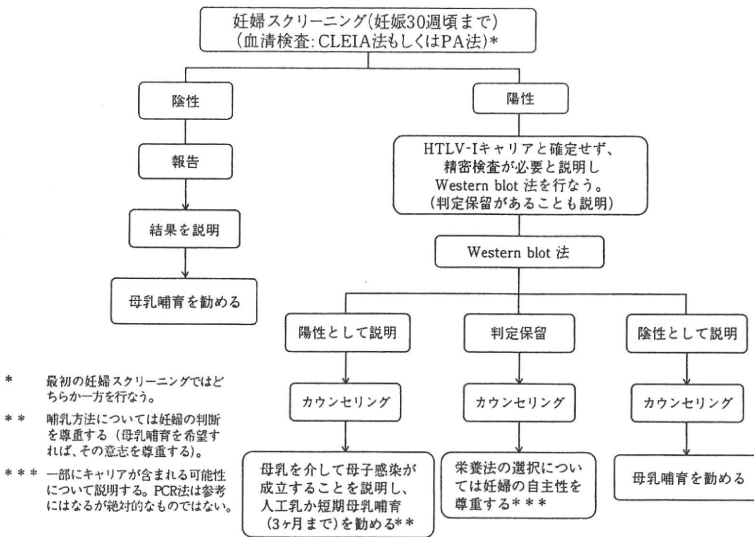 妊婦スクリーニング(妊娠30週頃まで)
(血清検査:CLEIA法もしくはPA法)*
陰性
陽性
報告
HTLV-Iキャリアと確定せず、
精密検査が必要と説明し
Western blot 法を行なう。
(判定保留があることも説明)
結果を説明
Western blot 法
母乳哺育を勧める
陽性として説明
判定保留
陰性として説明
カウンセリング
カウンセリング
カウンセリング
母乳を介して母子感染が
成立することを説明し、
人工乳か短期母乳哺育
(3ヶ月まで)を勧める**
栄養法の選択につい
ては妊婦の自主性を
尊重する***
母乳哺育を勧める
* 最初の妊婦スクリーニングではど
ちらか一方を行なう。
** 哺乳方法については妊婦の判断
を尊重する（母乳哺育を希望す
れば、その意志を尊重する）。
*** 一部にキャリアが含まれる可能性
について説明する。PCR法は参考
にはなるが絶対的なものではない。